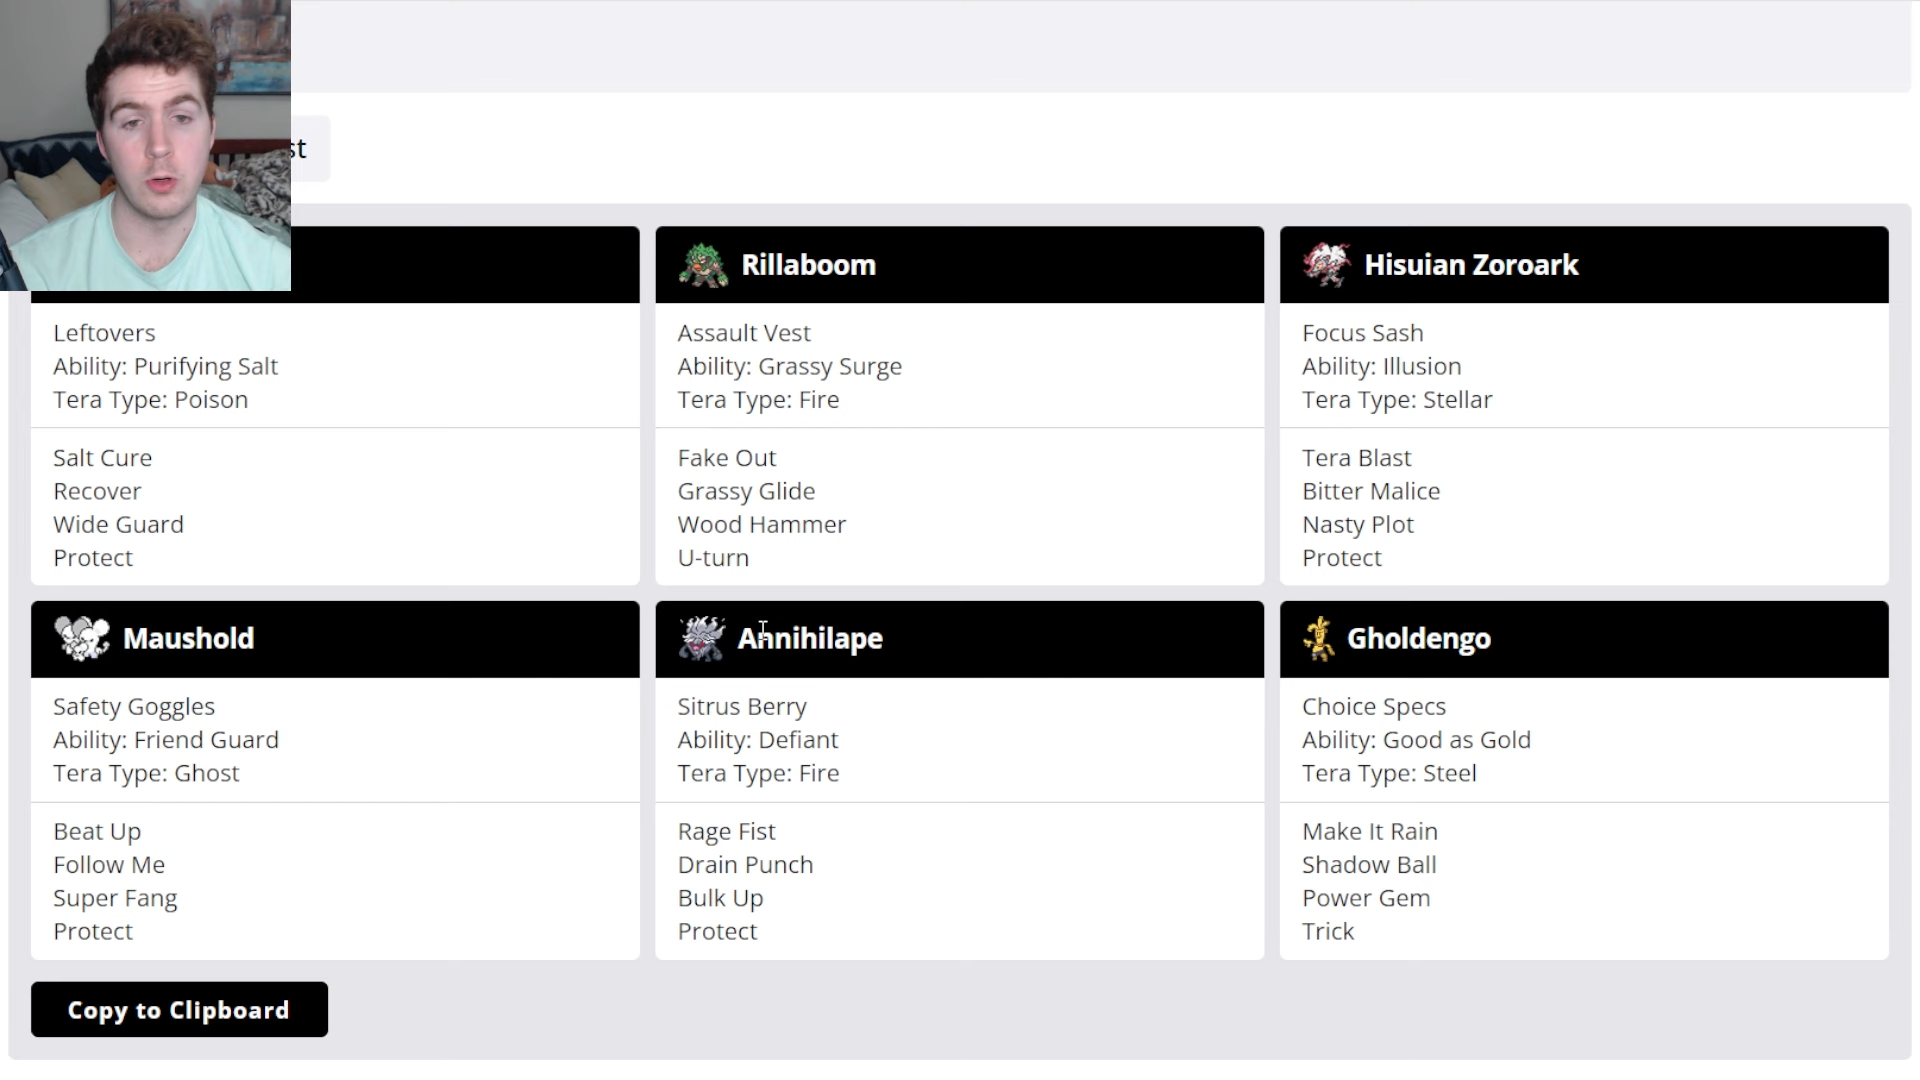 st
Leftovers
Ability: Purifying Salt
Tera Type: Poison
Salt Cure
Recover
Wide Guard
Protect
Rillaboom
Assault Vest
Ability: Grassy Surge
Tera Type: Fire
Fake Out
Grassy Glide
Wood Hammer
U-turn
Hisuian Zoroark
Focus Sash
Ability: Illusion
Tera Type: Stellar
Tera Blast
Bitter Malice
Nasty Plot
Protect
Maushold
Safety Goggles
Ability: Friend Guard
Tera Type: Ghost
Beat Up
Follow Me
Super Fang
Protect
Annihilape
Sitrus Berry
Ability: Defiant
Tera Type: Fire
Rage Fist
Drain Punch
Bulk Up
Protect
Gholdengo
Choice Specs
Ability: Good as Gold
Tera Type: Steel
Make It Rain
Shadow Ball
Power Gem
Trick
Copy to Clipboard